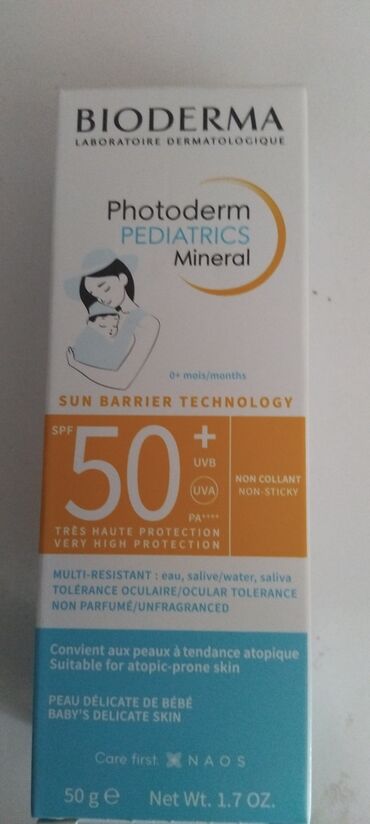 BIODERMA
LABORATOIRE DERMATOLOGIQUE
Photoderm
PEDIATRICS
Mineral
0+ mois/months
SUN BARRIER TECHNOLOGY
SPF 50+
UVB
UVA
PA++++
NON COLLANT
NON-STICKY
TRÈS HAUTE PROTECTION
VERY HIGH PROTECTION
MULTI-RESISTANT : eau, salive/water, saliva
TOLÉRANCE OCULAIRE/OCULAR TOLERANCE
NON PARFUMÉ/UNFRAGRANCED
Convient aux peaux à tendance atopique
Suitable for atopic-prone skin
PEAU DÉLICATE DE BÉBÉ
BABY'S DELICATE SKIN
Care first. NAOS
50 g ℮ Net Wt. 1.7 OZ.